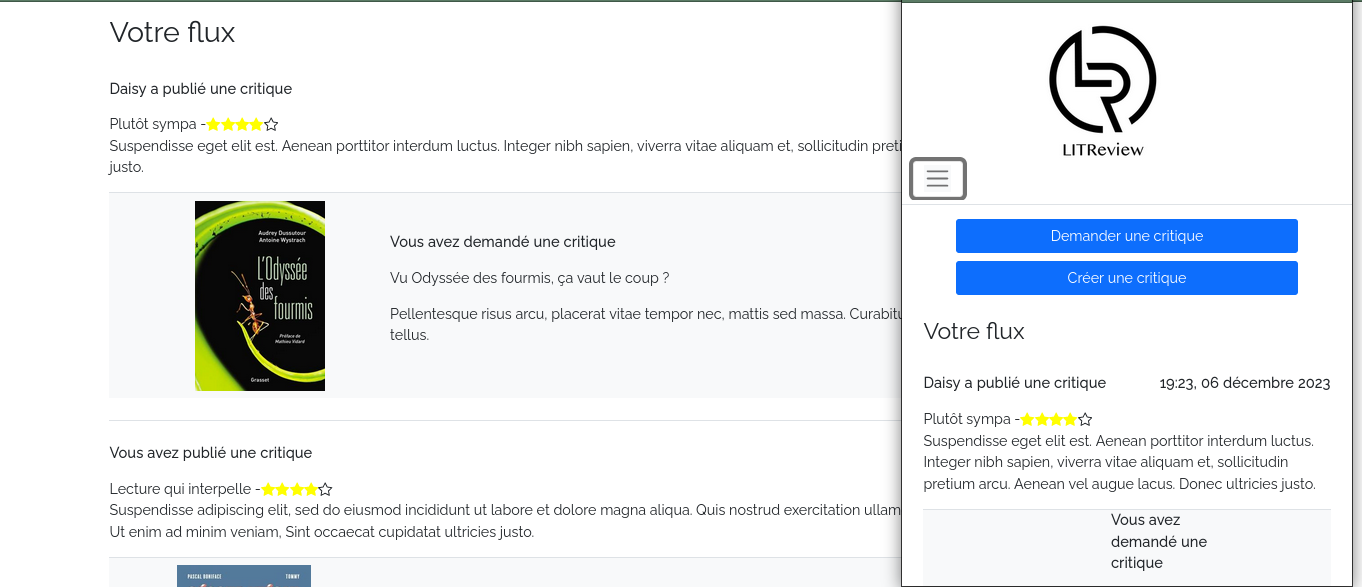 Votre flux
Daisy a publié une critique
Plutôt sympa -
Suspendisse eget elit est. Aenean porttitor interdum luctus. Integer nibh sapien, viverra vitae aliquam et, sollicitudin preti
justo.
Audrey Dussutour
Antoine Wystrach
L'Odyssée
des
fourmis
Préface de
Mathieu Vidard
Grasset
Vous avez demandé une critique
Vu Odyssée des fourmis, ça vaut le coup ?
Pellentesque risus arcu, placerat vitae tempor nec, mattis sed massa. Curabitu
tellus.
Vous avez publié une critique
Lecture qui interpelle -
Suspendisse adipiscing elit, sed do eiusmod incididunt ut labore et dolore magna aliqua. Quis nostrud exercitation ullam
Ut enim ad minim veniam, Sint occaecat cupidatat ultricies justo.
PASCAL BONIFACE
TOMMY
LITReview
Demander une critique
Créer une critique
Votre flux
Daisy a publié une critique 19:23, 06 décembre 2023
Plutôt sympa -
Suspendisse eget elit est. Aenean porttitor interdum luctus.
Integer nibh sapien, viverra vitae aliquam et, sollicitudin
pretium arcu. Aenean vel augue lacus. Donec ultricies justo.
Vous avez
demandé une
critique